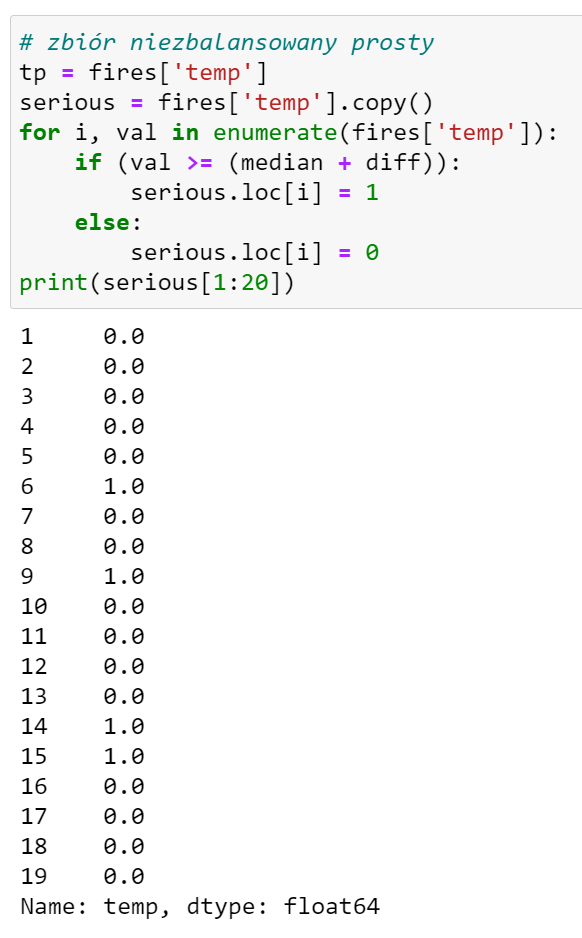 # zbiór niezbalansowany prosty
tp = fires['temp']
serious = fires['temp'].copy()
for i, val in enumerate(fires['temp']):
    if (val >= (median + diff)):
        serious.loc[i] = 1
    else:
        serious.loc[i] = 0
print(serious[1:20])
1     0.0
2     0.0
3     0.0
4     0.0
5     0.0
6     1.0
7     0.0
8     0.0
9     1.0
10    0.0
11    0.0
12    0.0
13    0.0
14    1.0
15    1.0
16    0.0
17    0.0
18    0.0
19    0.0
Name: temp, dtype: float64